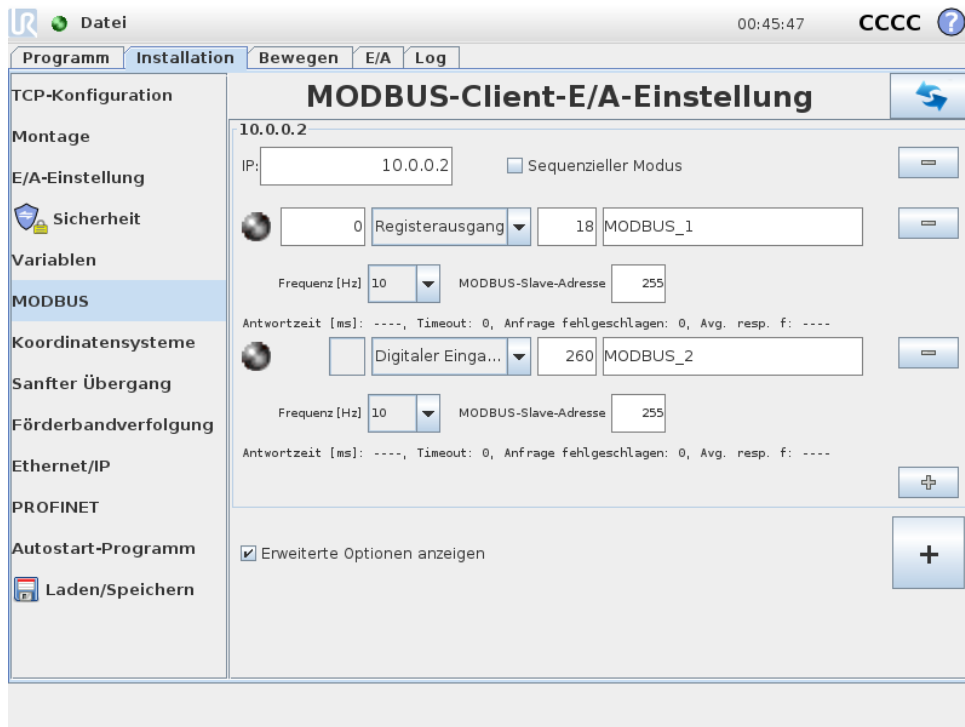 UR Datei 00:45:47 CCCC ?
Programm Installation Bewegen E/A Log
TCP-Konfiguration
Montage
E/A-Einstellung
Sicherheit
Variablen
MODBUS
Koordinatensysteme
Sanfter Übergang
Förderbandverfolgung
Ethernet/IP
PROFINET
Autostart-Programm
Laden/Speichern
MODBUS-Client-E/A-Einstellung
10.0.0.2
IP: 10.0.0.2 Sequenzieller Modus
0 Registerausgang 18 MODBUS_1
Frequenz [Hz] 10 MODBUS-Slave-Adresse 255
Antwortzeit [ms]: ----, Timeout: 0, Anfrage fehlgeschlagen: 0, Avg. resp. f: ----
Digitaler Einga... 260 MODBUS_2
Frequenz [Hz] 10 MODBUS-Slave-Adresse 255
Antwortzeit [ms]: ----, Timeout: 0, Anfrage fehlgeschlagen: 0, Avg. resp. f: ----
Erweiterte Optionen anzeigen